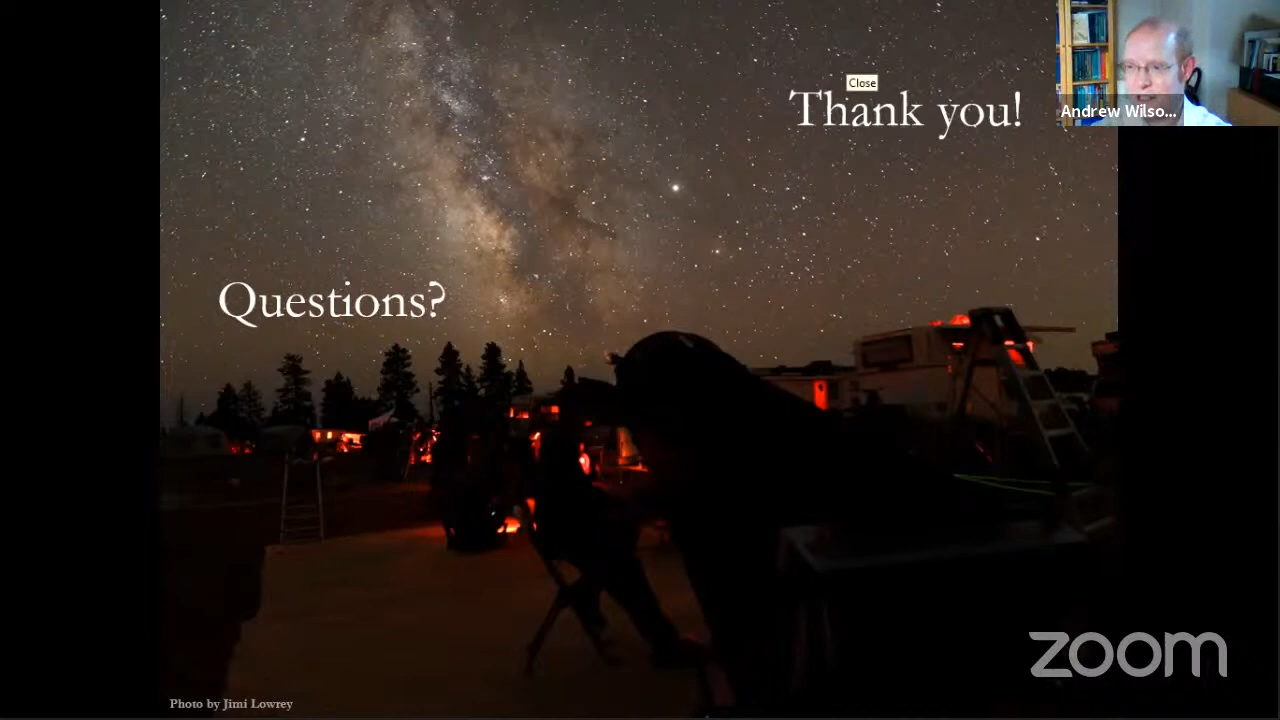 Close
Thank you!
Andrew Wilso...
Questions?
zoom
Photo by Jimi Lowrey